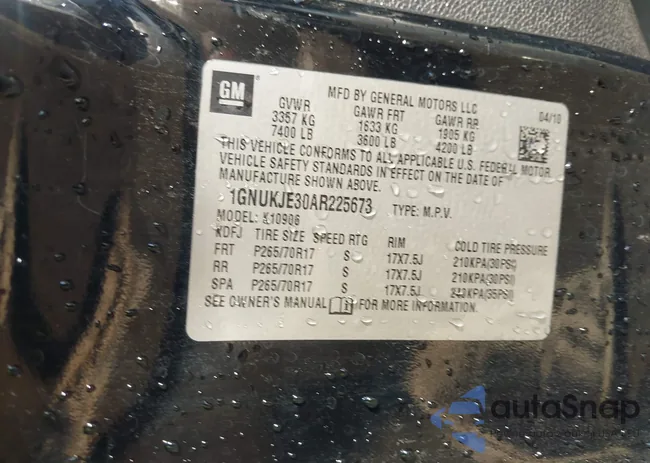 GM
MFD BY GENERAL MOTORS LLC
04/10
GVWR GAWR FRT GAWR RR
3357 KG 1633 KG 1905 KG
7400 LB 3600 LB 4200 LB
THIS VEHICLE CONFORMS TO ALL APPLICABLE U.S. FEDERAL MOTOR
VEHICLE SAFETY STANDARDS IN EFFECT ON THE DATE OF
MANUFACTURE SHOWN ABOVE.
1GNUKJE30AR225673 TYPE: M.P.V.
MODEL: K10906
KDFJ TIRE SIZE SPEED RTG RIM COLD TIRE PRESSURE
FRT P265/70R17 S 17X7.5J 210KPA(30PSI)
RR P265/70R17 S 17X7.5J 210KPA(30PSI)
SPA P265/70R17 S 17X7.5J 240KPA(35PSI)
SEE OWNER'S MANUAL FOR MORE INFORMATION.
autoSnap